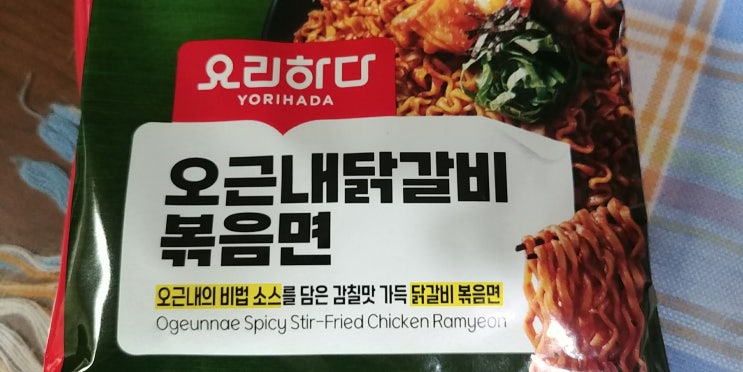 요리하다
YORIHADA
오근내닭갈비
볶음면
오근내의 비법 소스를 담은 감칠맛 가득 닭갈비 볶음면
Ogeunnae Spicy Stir-Fried Chicken Ramyeon